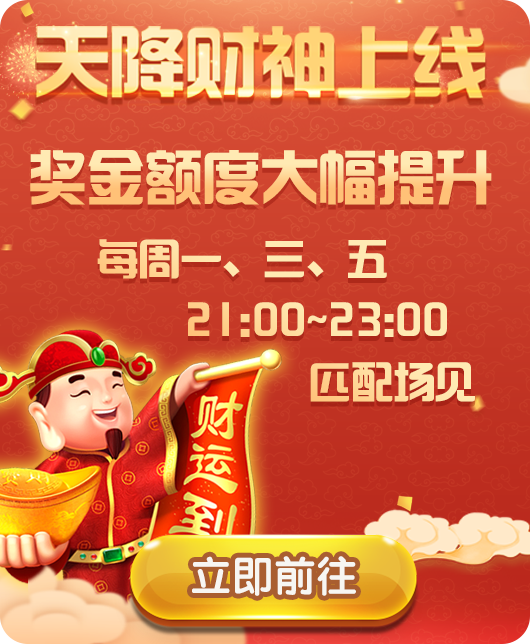 天降财神上线
奖金额度大幅提升
每周一、三、五
21:00~23:00
匹配场见
财运到
立即前往